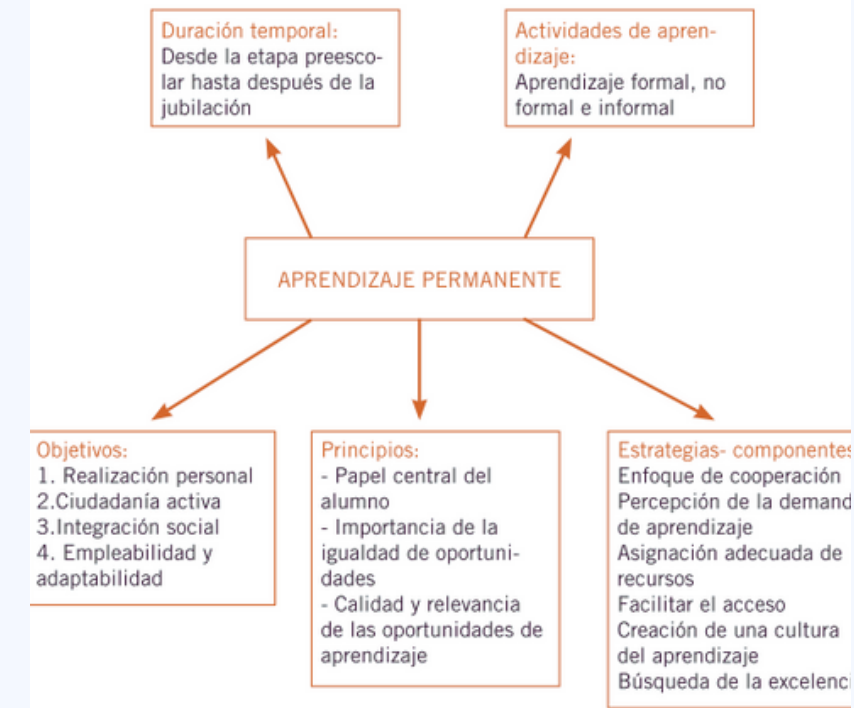 Duración temporal:
Desde la etapa preesco-
lar hasta después de la
jubilación
Actividades de apren-
dizaje:
Aprendizaje formal, no
formal e informal
APRENDIZAJE PERMANENTE
Objetivos:
1. Realización personal
2.Ciudadanía activa
3.Integración social
4. Empleabilidad y
adaptabilidad
Principios:
- Papel central del
alumno
- Importancia de la
igualdad de oportuni-
dades
- Calidad y relevancia
de las oportunidades de
aprendizaje
Estrategias- componentes
Enfoque de cooperación
Percepción de la demand
de aprendizaje
Asignación adecuada de
recursos
Facilitar el acceso
Creación de una cultura
del aprendizaje
Búsqueda de la excelenci